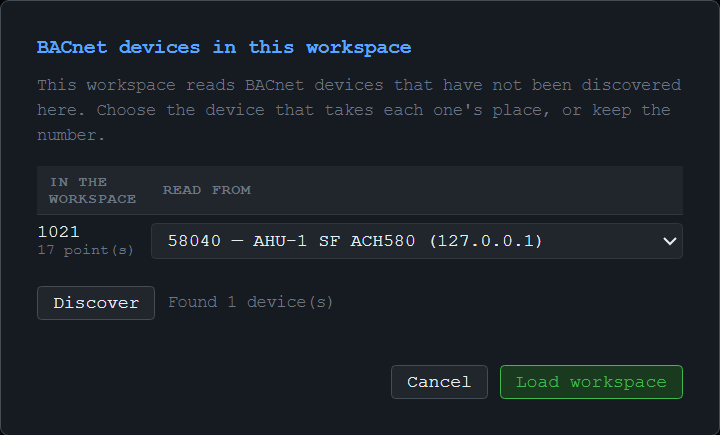 BACnet devices in this workspace
This workspace reads BACnet devices that have not been discovered
here. Choose the device that takes each one's place, or keep the
number.
IN THE
WORKSPACE
READ FROM
1021
17 point(s)
58040 — AHU-1 SF ACH580 (127.0.0.1)
Discover
Found 1 device(s)
Cancel
Load workspace